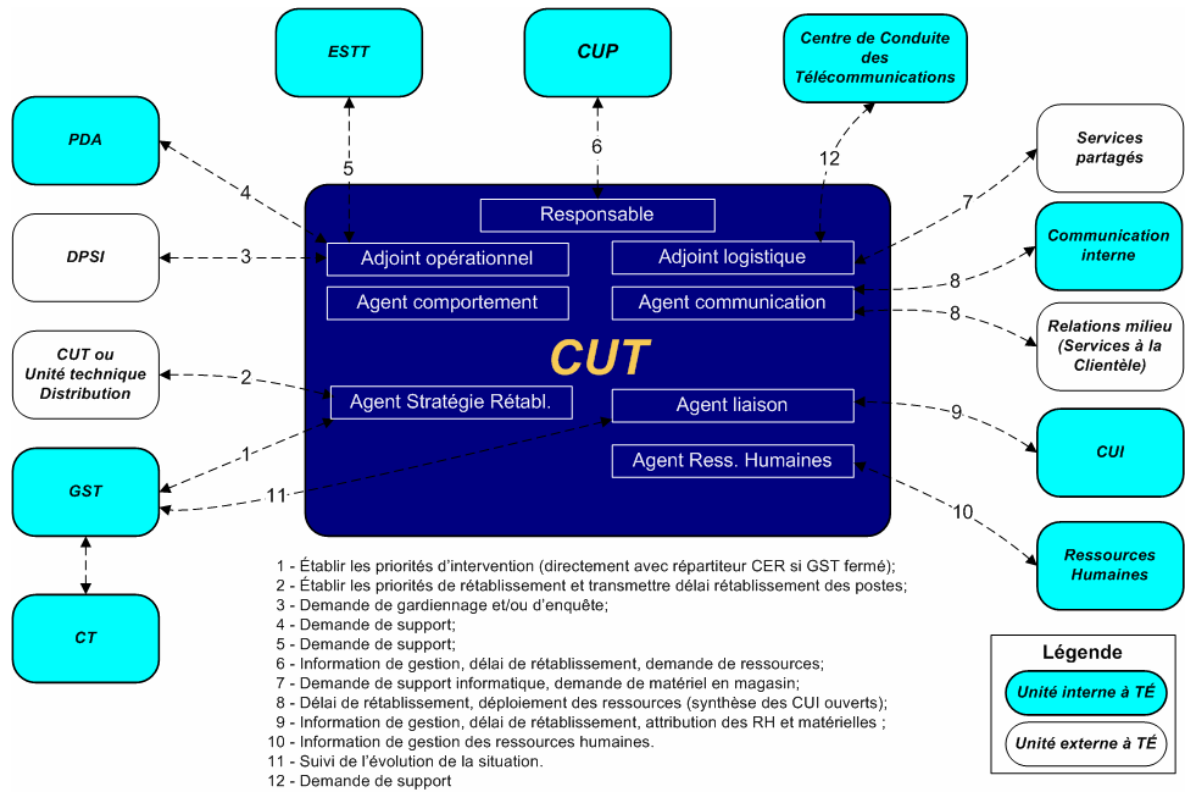 ESTT
CUP
Centre de Conduite
des
Télécommunications
PDA
Services
partagés
4
5
6
12
7
Responsable
DPSI
3
Adjoint opérationnel
Adjoint logistique
Communication
interne
8
Agent comportement
Agent communication
8
Relations milieu
(Services à la
Clientèle)
CUT
CUT ou
Unité technique
Distribution
2
Agent Stratégie Rétabl.
Agent liaison
9
CUI
1
Agent Ress. Humaines
GST
11
10
Ressources
Humaines
CT
1 - Établir les priorités d'intervention (directement avec répartiteur CER si GST fermé);
2 - Établir les priorités de rétablissement et transmettre délai rétablissement des postes;
3 - Demande de gardiennage et/ou d'enquête;
4 - Demande de support;
5 - Demande de support;
6 - Information de gestion, délai de rétablissement, demande de ressources;
7 - Demande de support informatique, demande de matériel en magasin;
8 - Délai de rétablissement, déploiement des ressources (synthèse des CUI ouverts);
9 - Information de gestion, délai de rétablissement, attribution des RH et matérielles ;
10 - Information de gestion des ressources humaines.
11 - Suivi de l'évolution de la situation.
12 - Demande de support
Légende
Unité interne à TÉ
Unité externe à TÉ